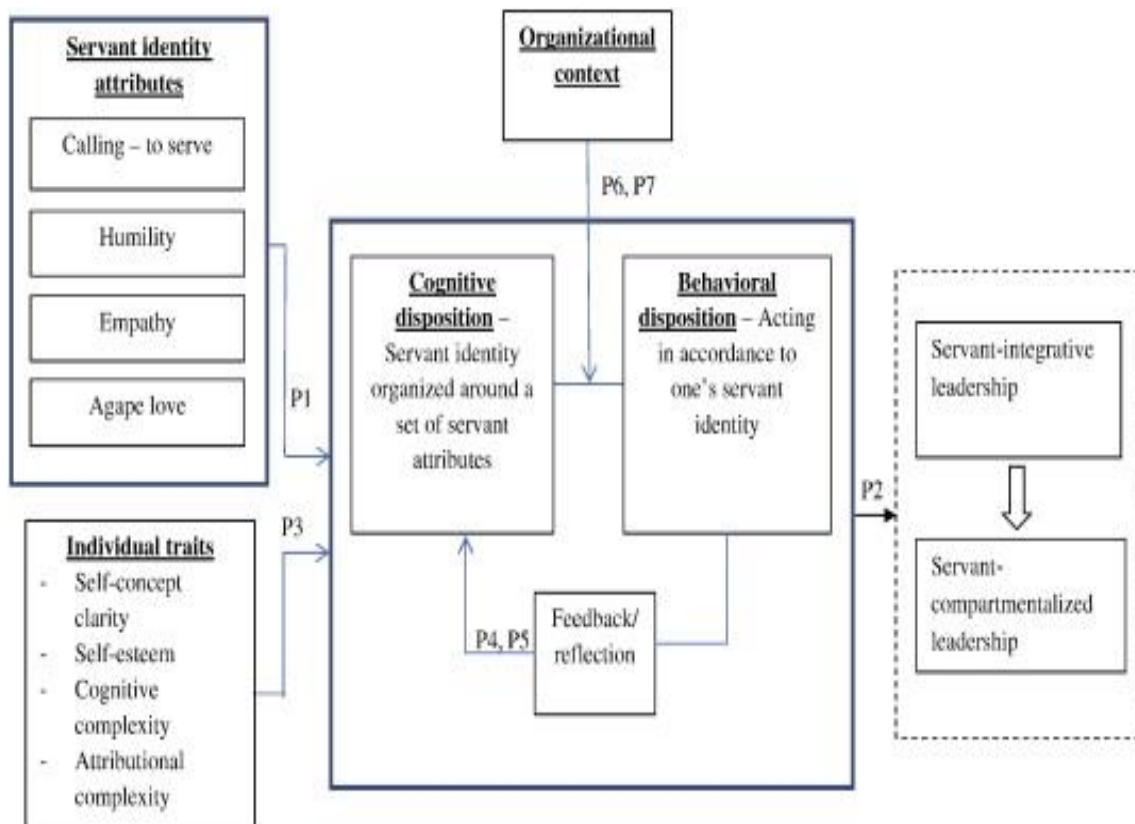 Servant identity
attributes
Calling – to serve
Humility
Empathy
Agape love
P1
Individual traits
- Self-concept
clarity
- Self-esteem
- Cognitive
complexity
- Attributional
complexity
P3
Organizational
context
P6, P7
Cognitive
disposition –
Servant identity
organized around a
set of servant
attributes
Behavioral
disposition – Acting
in accordance to
one's servant
identity
P4, P5
Feedback/
reflection
P2
Servant-integrative
leadership
Servant-
compartmentalized
leadership